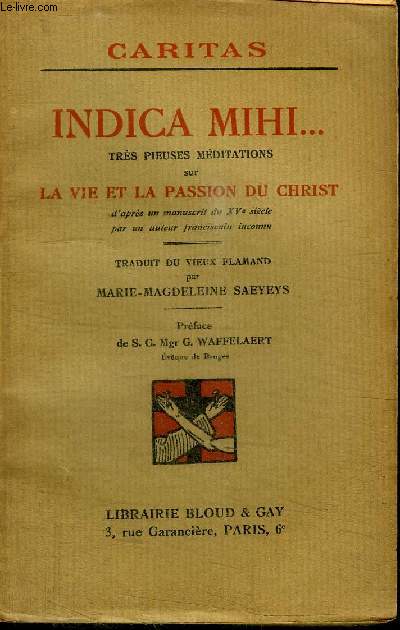 Le-livre.com
CARITAS
INDICA MIHI...
TRÈS PIEUSES MÉDITATIONS
sur
LA VIE ET LA PASSION DU CHRIST
d'après un manuscrit du XVe siècle
par un auteur franciscain inconnu
TRADUIT DU VIEUX FLAMAND
par
MARIE-MAGDELEINE SAEYEYS
Préface
de S. G. Mgr G. WAFFELAERT
Évêque de Bruges
LIBRAIRIE BLOUD & GAY
3, rue Garancière, PARIS, 6e